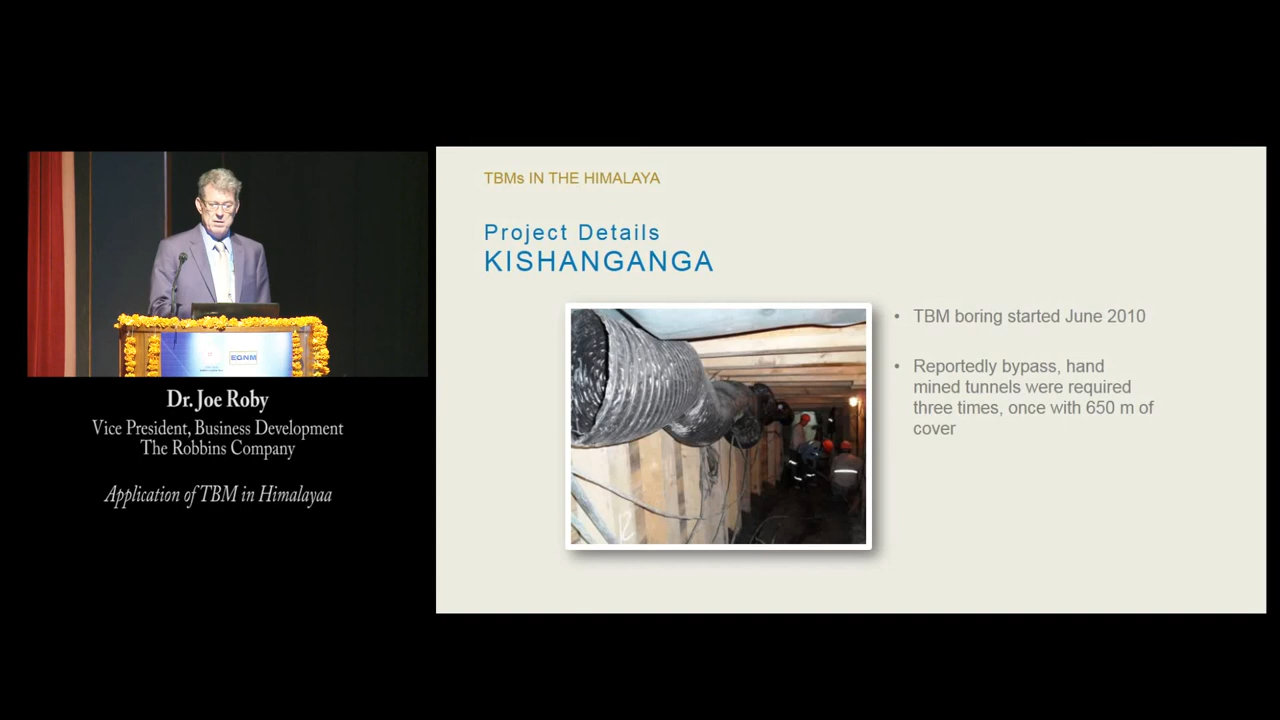 TBMs IN THE HIMALAYA
Project Details
KISHANGANGA
• TBM boring started June 2010
• Reportedly bypass, hand
mined tunnels were required
three times, once with 650 m of
cover
EGNM
Dr. Joe Roby
Vice President, Business Development
The Robbins Company
Application of TBM in Himalayaa
12